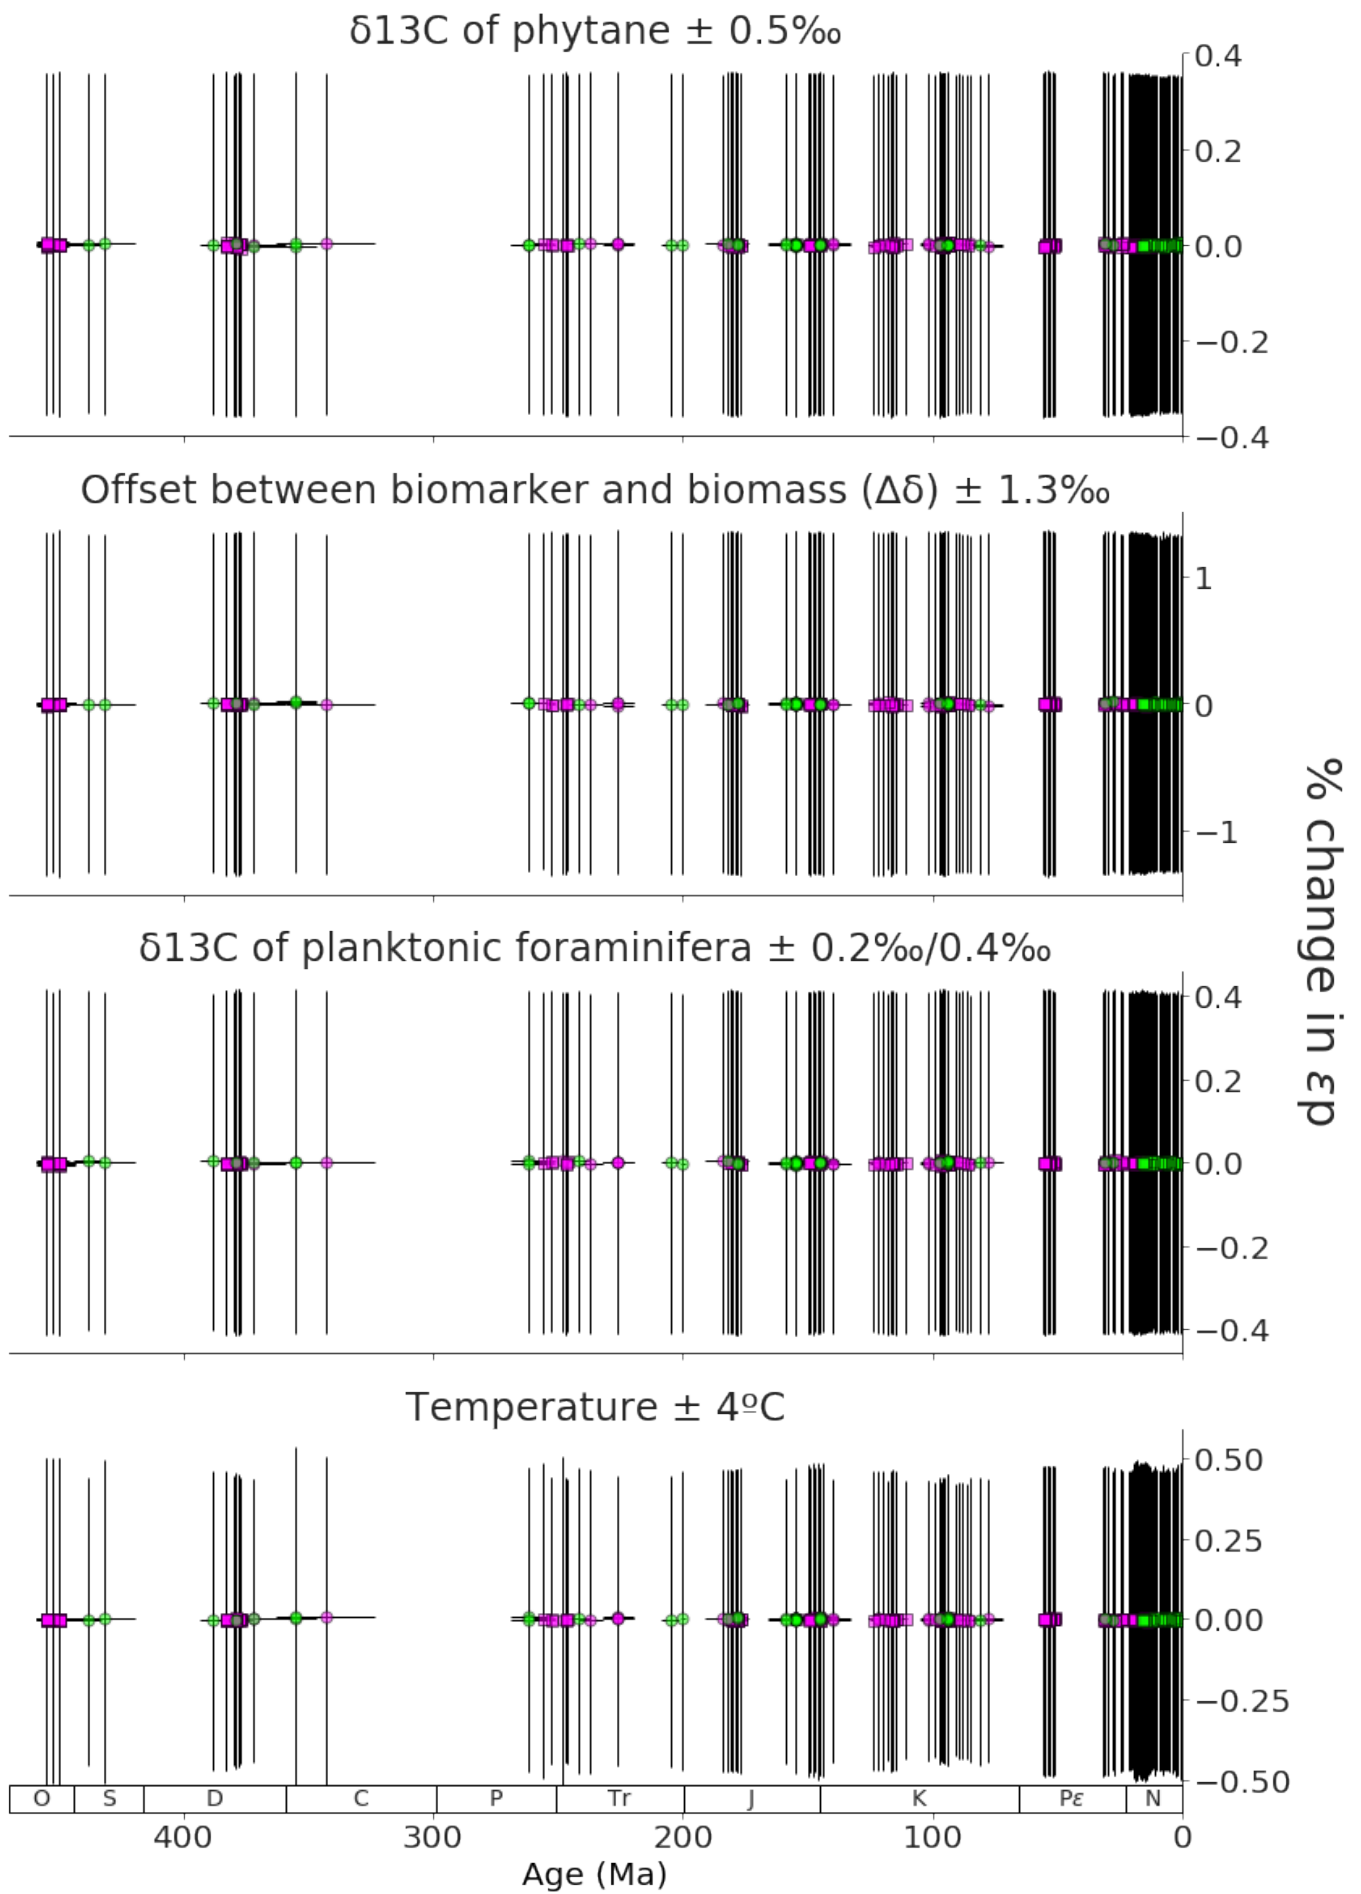 δ13C of phytane ± 0.5‰
0.4
0.2
0.0
−0.2
−0.4
Offset between biomarker and biomass (Δδ) ± 1.3‰
1
0
−1
% change in εp
δ13C of planktonic foraminifera ± 0.2‰/0.4‰
0.4
0.2
0.0
−0.2
−0.4
Temperature ± 4ºC
0.50
0.25
0.00
−0.25
−0.50
O S D C P Tr J K Pε N
400 300 200 100 0
Age (Ma)